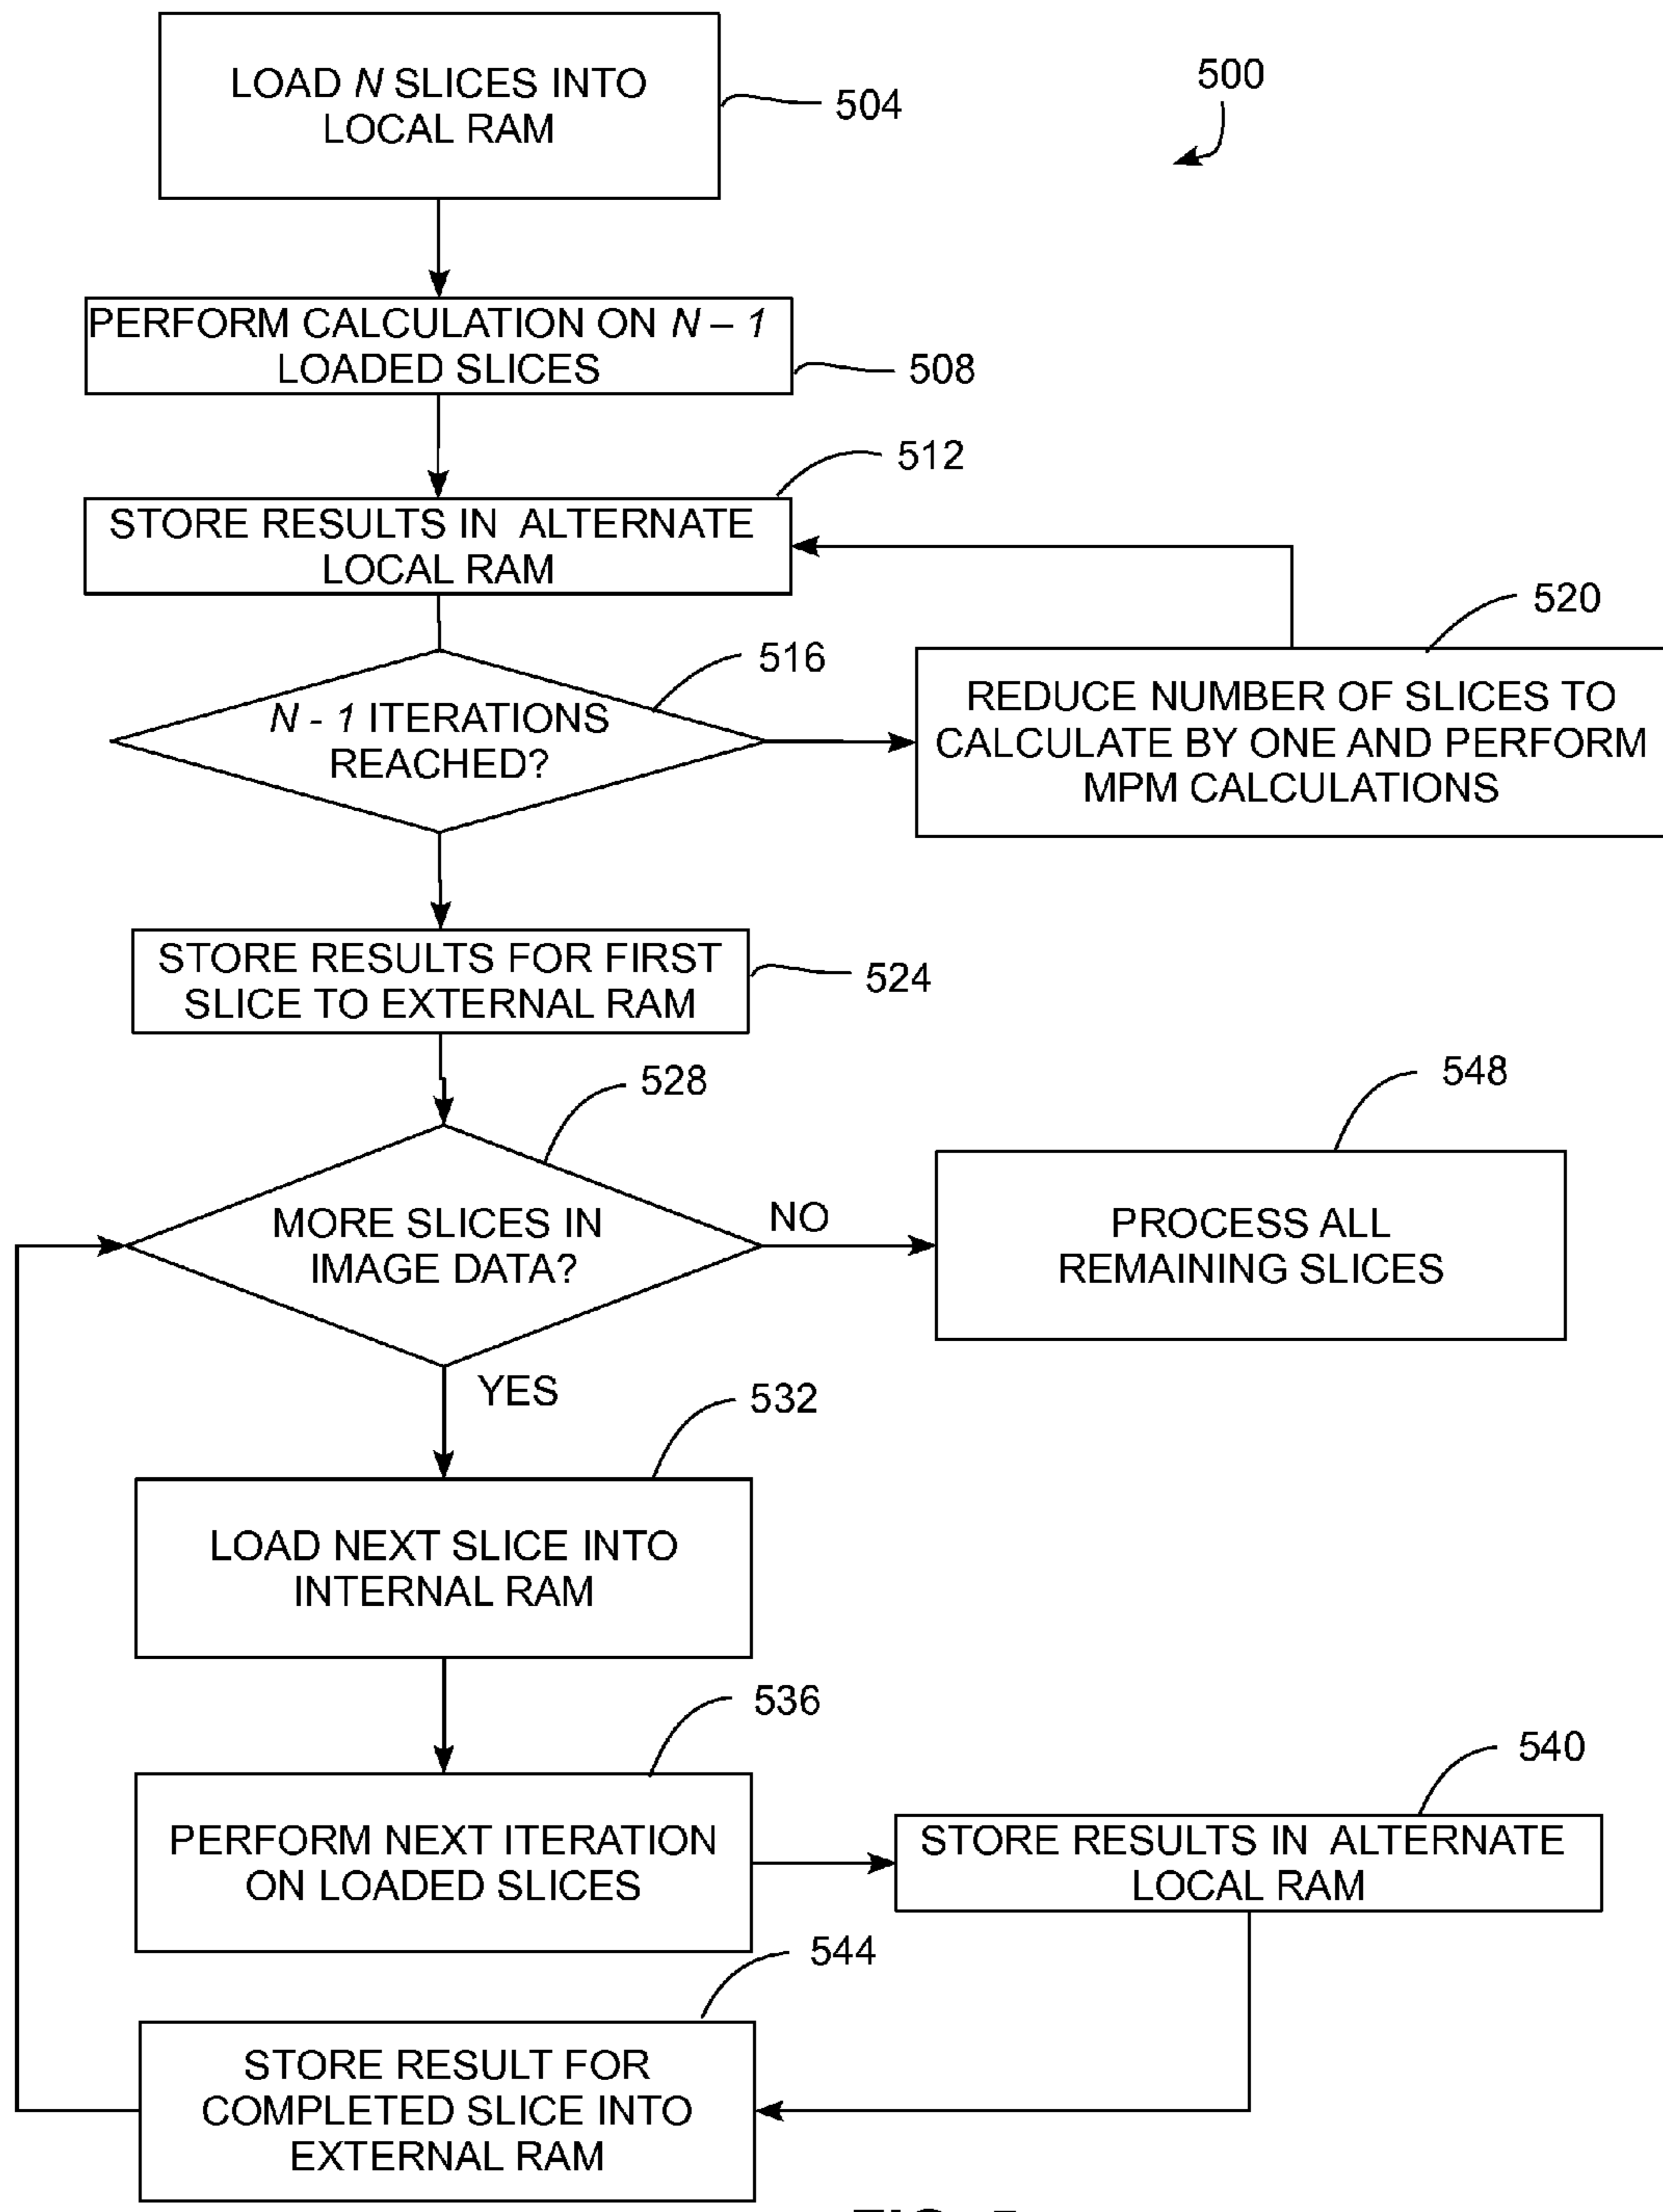 LOAD N SLICES INTO
LOCAL RAM
504
500
PERFORM CALCULATION ON N – 1
LOADED SLICES
508
512
STORE RESULTS IN ALTERNATE
LOCAL RAM
516
N - 1 ITERATIONS
REACHED?
520
REDUCE NUMBER OF SLICES TO
CALCULATE BY ONE AND PERFORM
MPM CALCULATIONS
STORE RESULTS FOR FIRST
SLICE TO EXTERNAL RAM
524
528
MORE SLICES IN
IMAGE DATA?
NO
548
PROCESS ALL
REMAINING SLICES
YES
532
LOAD NEXT SLICE INTO
INTERNAL RAM
536
PERFORM NEXT ITERATION
ON LOADED SLICES
540
STORE RESULTS IN ALTERNATE
LOCAL RAM
544
STORE RESULT FOR
COMPLETED SLICE INTO
EXTERNAL RAM